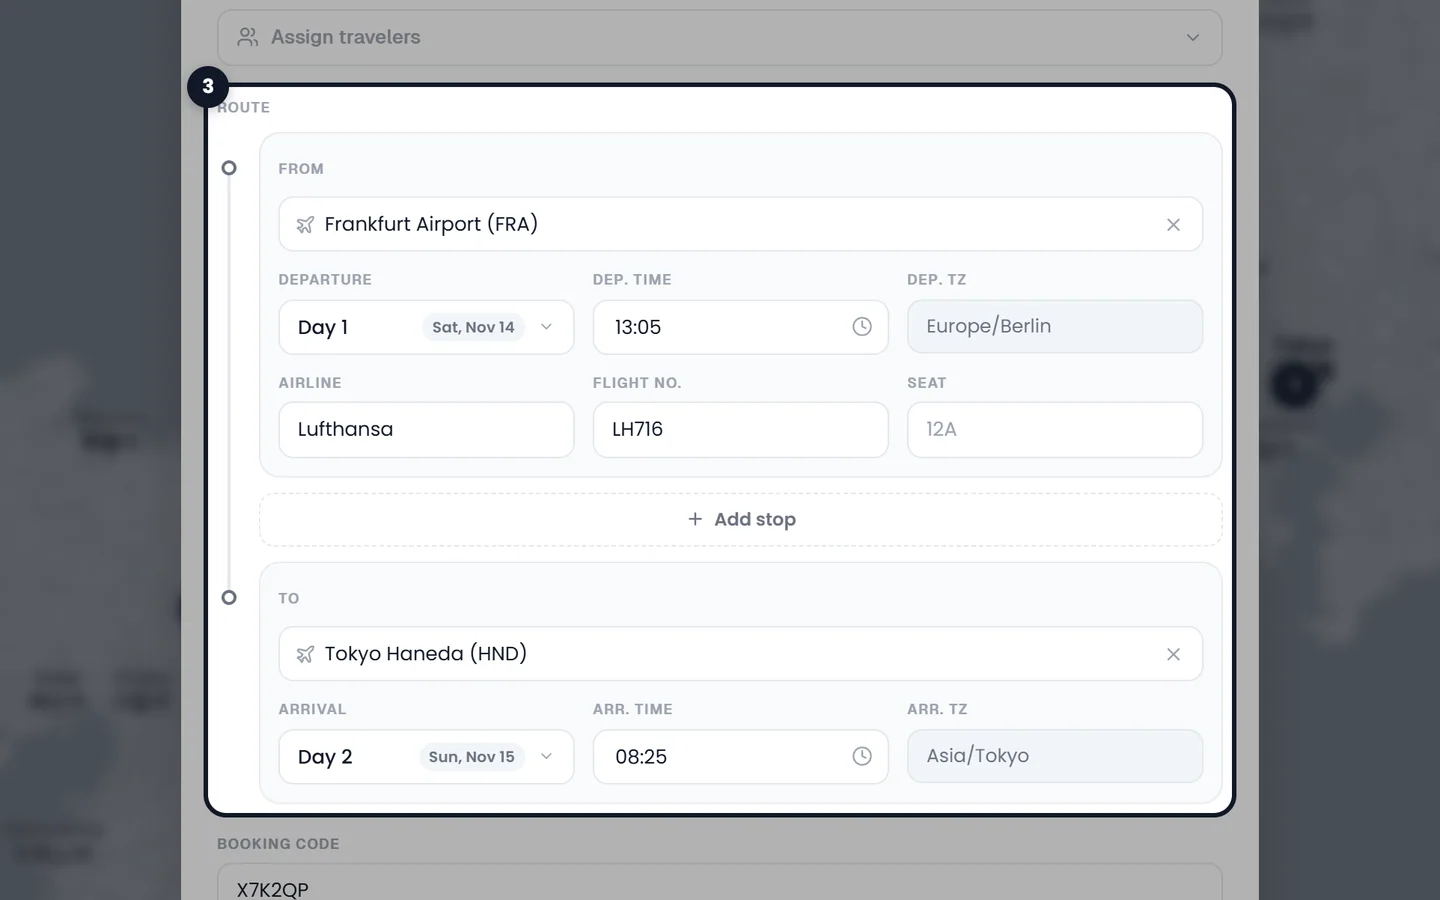 Assign travelers
3
ROUTE
FROM
Frankfurt Airport (FRA)
DEPARTURE DEP. TIME DEP. TZ
Day 1 Sat, Nov 14 13:05 Europe/Berlin
AIRLINE FLIGHT NO. SEAT
Lufthansa LH716 12A
+ Add stop
TO
Tokyo Haneda (HND)
ARRIVAL ARR. TIME ARR. TZ
Day 2 Sun, Nov 15 08:25 Asia/Tokyo
BOOKING CODE
X7K2QP